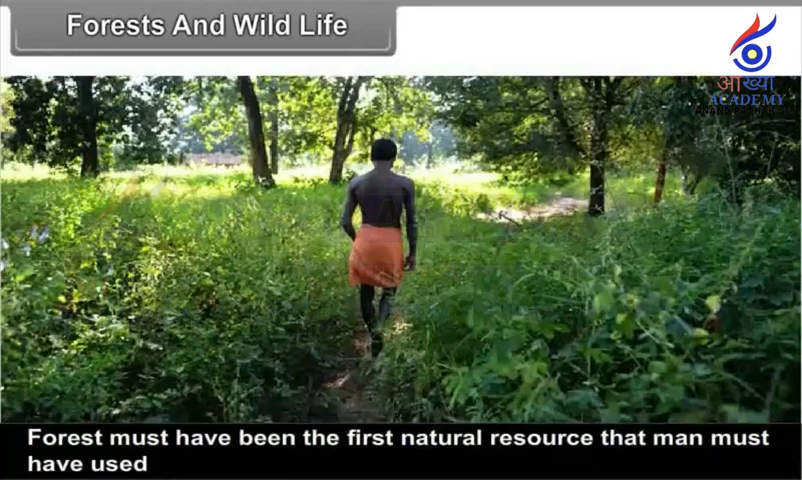 Forests And Wild Life
आख्या
ACADEMY
Forest must have been the first natural resource that man must
have used